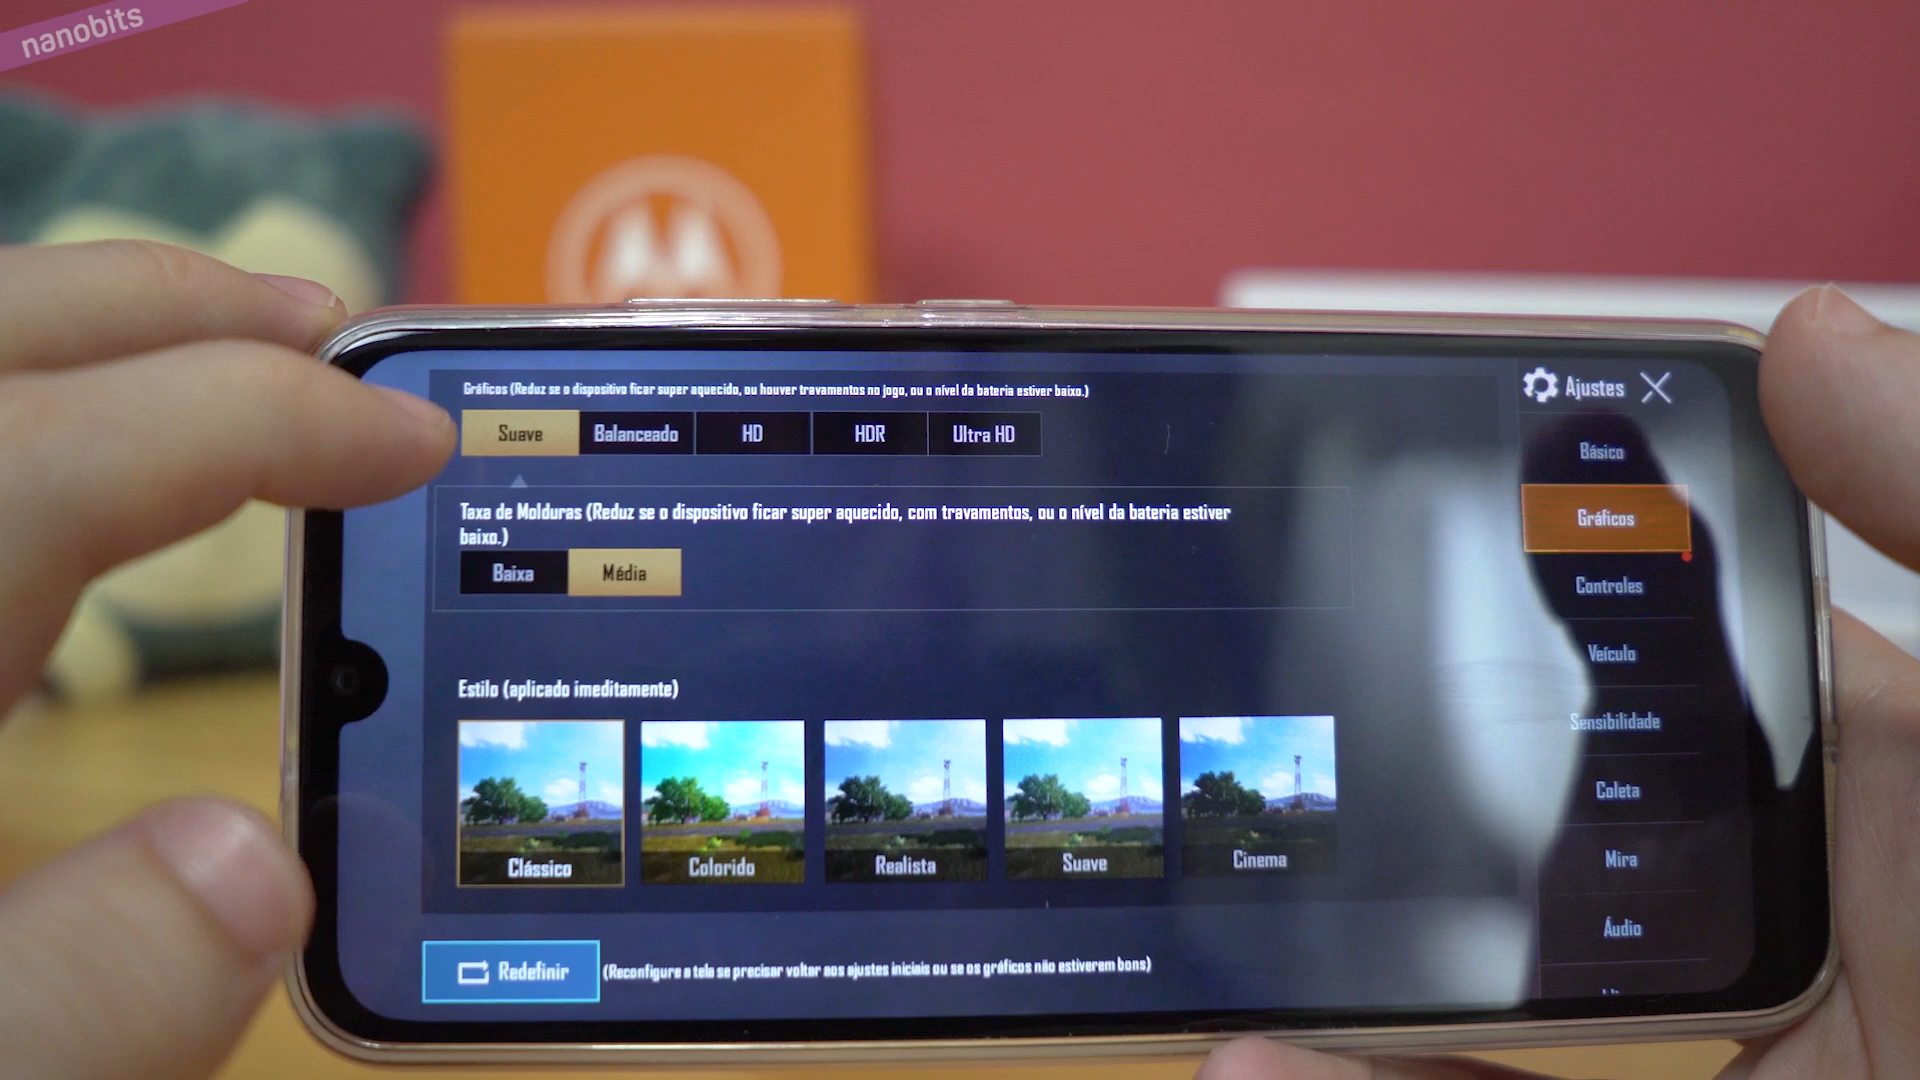 nanobits
Gráficos (Reduz se o dispositivo ficar super aquecido, ou houver travamentos no jogo, ou o nível da bateria estiver baixo.)
Suave
Balanceado
HD
HDR
Ultra HD
Taxa de Molduras (Reduz se o dispositivo ficar super aquecido, com travamentos, ou o nível da bateria estiver
baixo.)
Baixa
Média
Estilo (aplicado imeditamente)
Clássico
Colorido
Realista
Suave
Cinema
Redefinir
(Reconfigure a tela se precisar voltar aos ajustes iniciais ou se os gráficos não estiverem bons)
Ajustes
Básico
Gráficos
Controles
Veículo
Sensibilidade
Coleta
Mira
Áudio